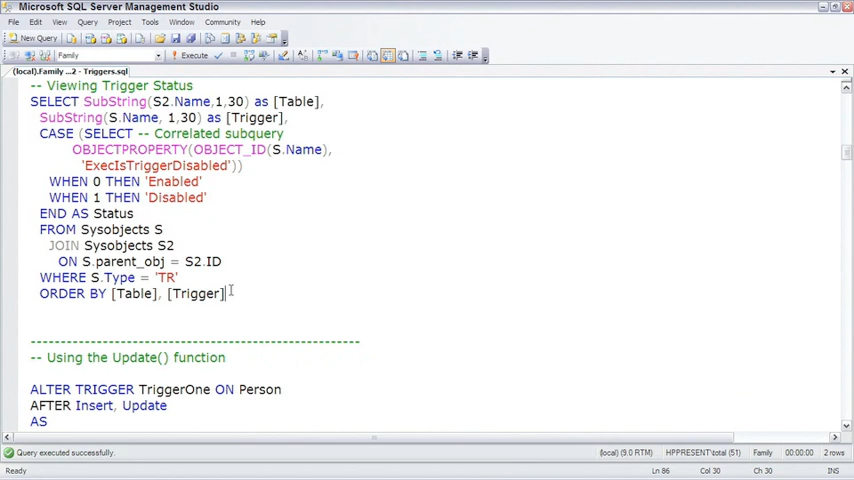 Microsoft SQL Server Management Studio
File Edit View Query Project Tools Window Community Help
New Query
Family Execute
(local).Family ...2 - Triggers.sql
-- Viewing Trigger Status
SELECT SubString(S2.Name,1,30) as [Table],
SubString(S.Name, 1,30) as [Trigger],
CASE (SELECT -- Correlated subquery
OBJECTPROPERTY(OBJECT_ID(S.Name),
'ExecIsTriggerDisabled'))
WHEN 0 THEN 'Enabled'
WHEN 1 THEN 'Disabled'
END AS Status
FROM Sysobjects S
JOIN Sysobjects S2
ON S.parent_obj = S2.ID
WHERE S.Type = 'TR'
ORDER BY [Table], [Trigger]
------------------------------------------------------------
-- Using the Update() function
ALTER TRIGGER TriggerOne ON Person
AFTER Insert, Update
AS
Query executed successfully. (local) (9.0 RTM) HPPRESENT\total (51) Family 00:00:00 2 rows
Ready Ln 86 Col 30 Ch 30 INS